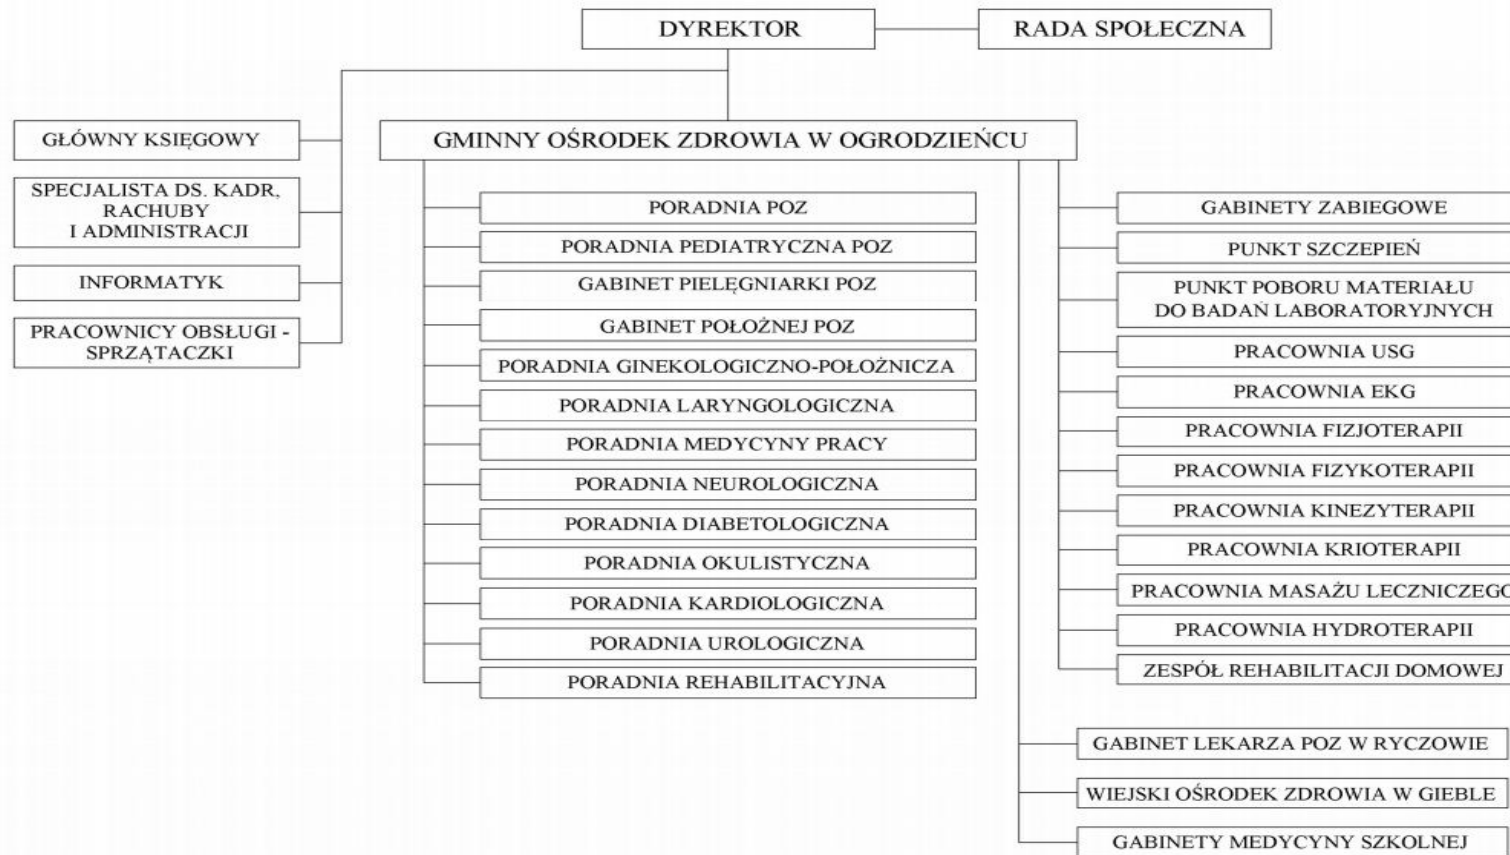 DYREKTOR
RADA SPOŁECZNA
GŁÓWNY KSIĘGOWY
SPECJALISTA DS. KADR,
RACHUBY
I ADMINISTRACJI
INFORMATYK
PRACOWNICY OBSŁUGI -
SPRZĄTACZKI
GMINNY OŚRODEK ZDROWIA W OGRODZIEŃCU
PORADNIA POZ
PORADNIA PEDIATRYCZNA POZ
GABINET PIELĘGNIARKI POZ
GABINET POŁOŻNEJ POZ
PORADNIA GINEKOLOGICZNO-POŁOŻNICZA
PORADNIA LARYNGOLOGICZNA
PORADNIA MEDYCYNY PRACY
PORADNIA NEUROLOGICZNA
PORADNIA DIABETOLOGICZNA
PORADNIA OKULISTYCZNA
PORADNIA KARDIOLOGICZNA
PORADNIA UROLOGICZNA
PORADNIA REHABILITACYJNA
GABINETY ZABIEGOWE
PUNKT SZCZEPIEŃ
PUNKT POBORU MATERIAŁU
DO BADAŃ LABORATORYJNYCH
PRACOWNIA USG
PRACOWNIA EKG
PRACOWNIA FIZJOTERAPII
PRACOWNIA FIZYKOTERAPII
PRACOWNIA KINEZYTERAPII
PRACOWNIA KRIOTERAPII
PRACOWNIA MASAŻU LECZNICZEGO
PRACOWNIA HYDROTERAPII
ZESPÓŁ REHABILITACJI DOMOWEJ
GABINET LEKARZA POZ W RYCZOWIE
WIEJSKI OŚRODEK ZDROWIA W GIEBLE
GABINETY MEDYCYNY SZKOLNEJ